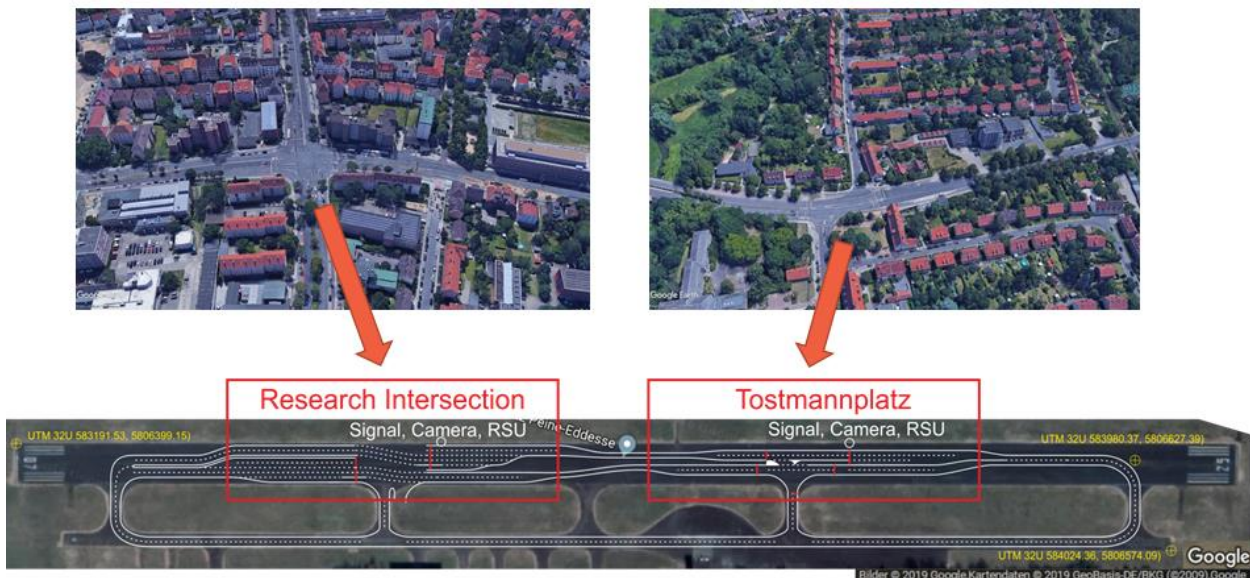 Google Earth
Research Intersection
Tostmannplatz
Signal, Camera, RSU
Signal, Camera, RSU
Peine-Eddesse
UTM 32U 583191.53, 5806399.15)
UTM 32U 583980.37, 5806627.39)
UTM 32U 584024.36, 5806574.09)
Google
Bilder © 2019 Google Kartendaten © 2019 GeoBasis-DE/BKG (©2009) Google